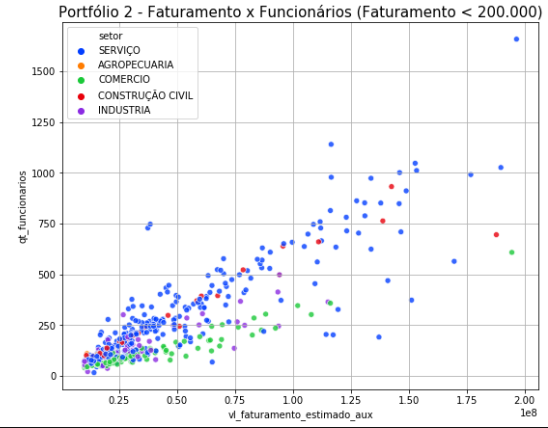 Portfólio 2 - Faturamento x Funcionários (Faturamento < 200.000)
setor
SERVIÇO
AGROPECUARIA
COMERCIO
CONSTRUÇÃO CIVIL
INDUSTRIA
1500
1250
1000
750
500
250
0
qt_funcionarios
0.25 0.50 0.75 1.00 1.25 1.50 1.75 2.00
1e8
vl_faturamento_estimado_aux